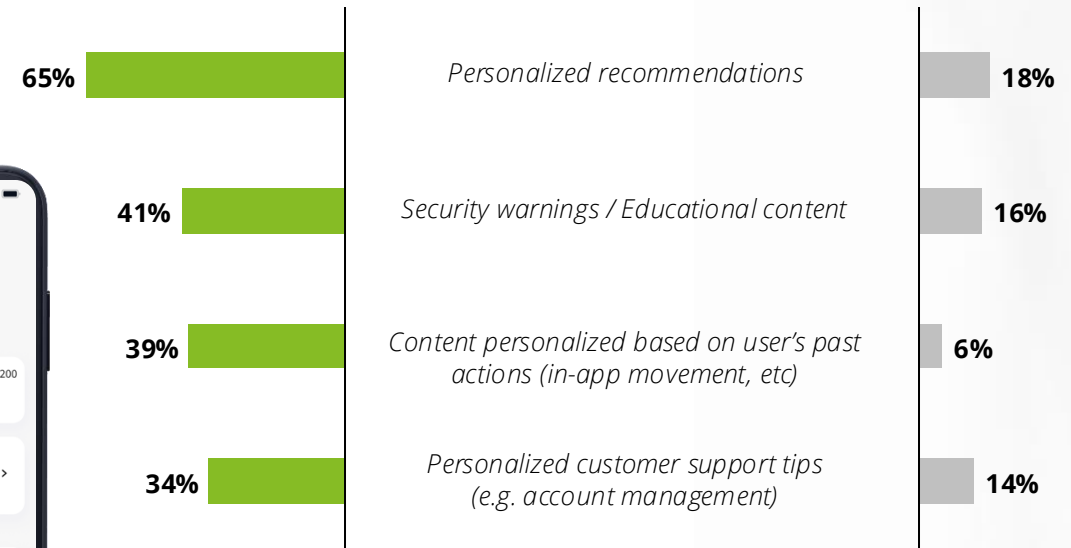 65%
Personalized recommendations
18%
41%
Security warnings / Educational content
16%
39%
Content personalized based on user’s past
actions (in-app movement, etc)
6%
200
34%
Personalized customer support tips
(e.g. account management)
14%